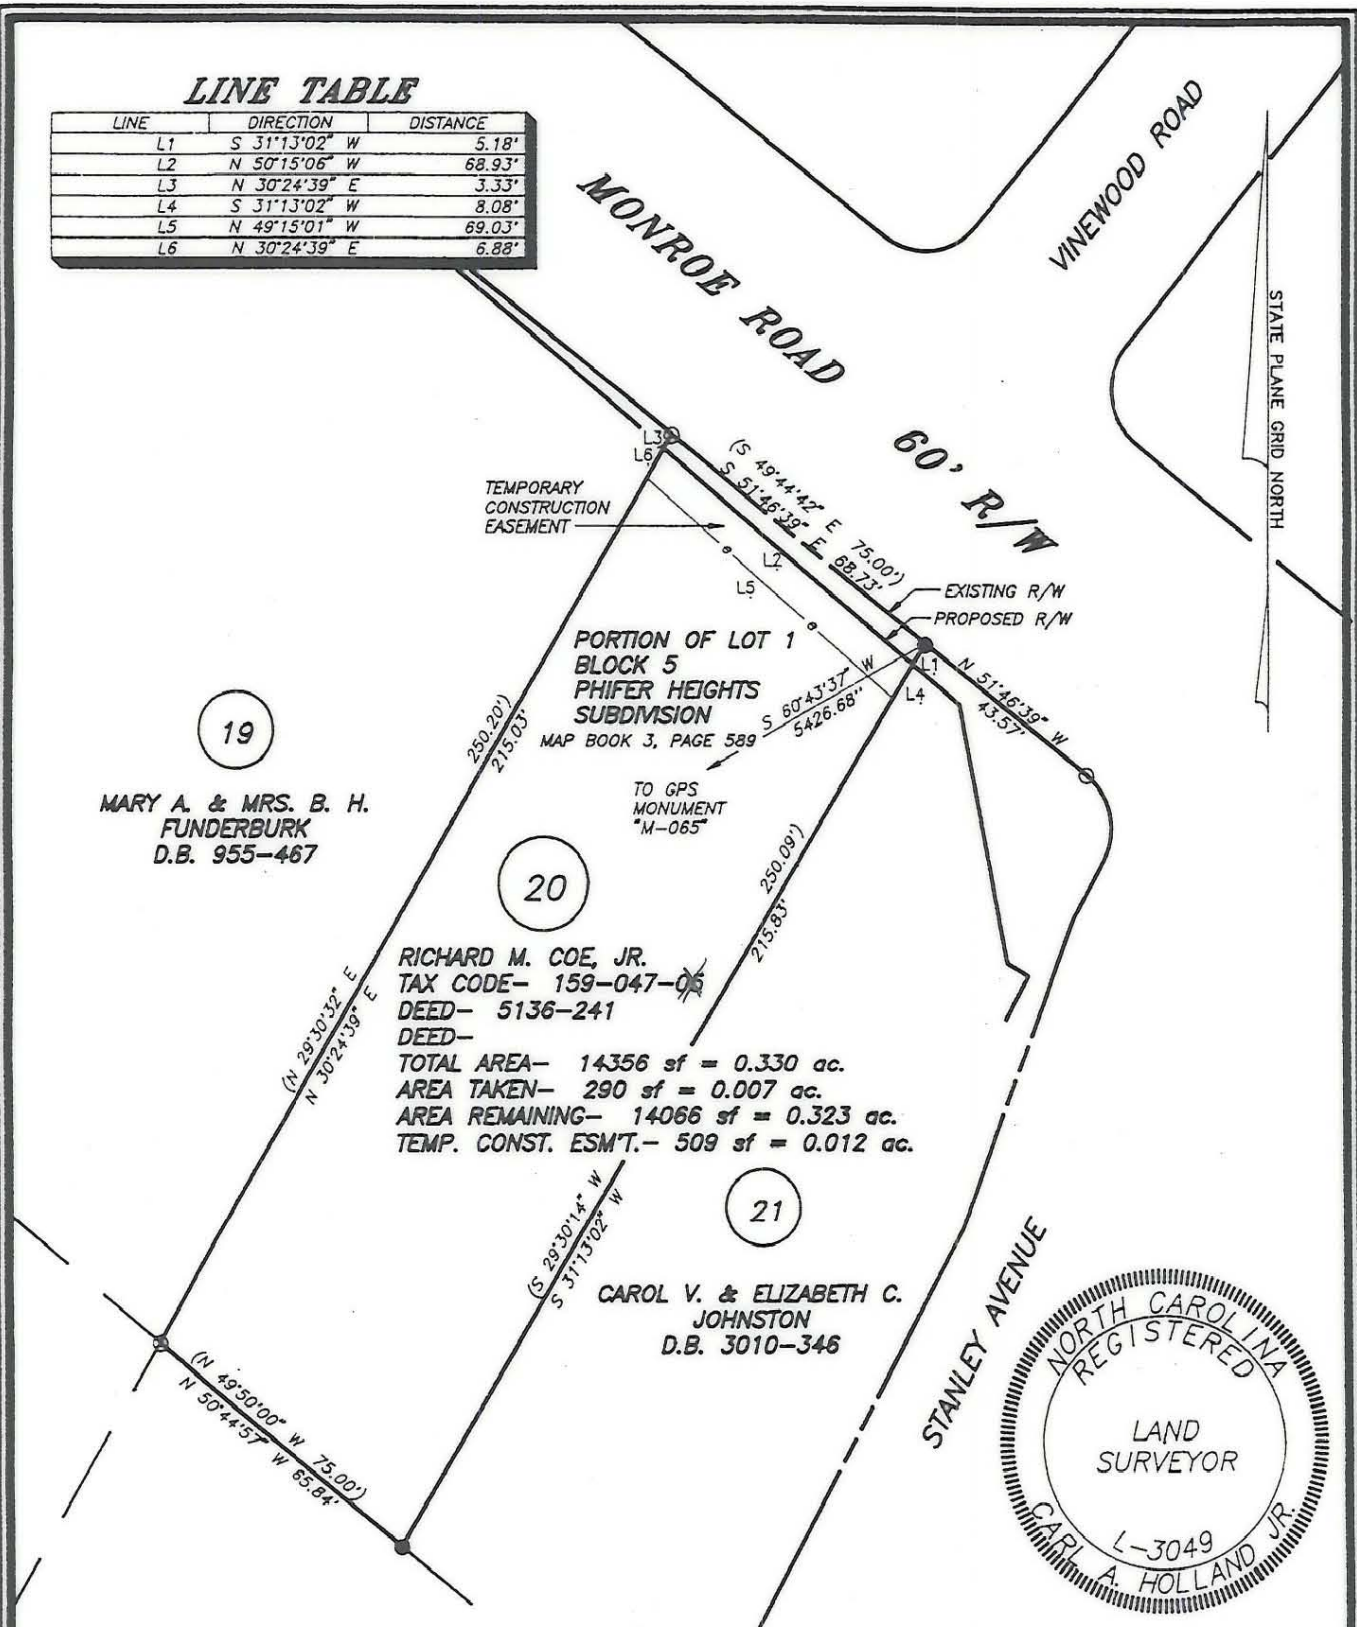 LINE TABLE
LINE DIRECTION DISTANCE
L1 S 31°13'02" W 5.18'
L2 N 50°15'06" W 68.93'
L3 N 30°24'39" E 3.33'
L4 S 31°13'02" W 8.08'
L5 N 49°15'01" W 69.03'
L6 N 30°24'39" E 6.88'
MONROE ROAD 60' R/W
VINEWOOD ROAD
STATE PLANE GRID NORTH
L3
L6
(S 49°44'42" E 75.00')
S 51°46'39" E 68.73'
TEMPORARY
CONSTRUCTION
EASEMENT
e
L2
L5
e
EXISTING R/W
PROPOSED R/W
L1
L4
N 51°46'39" W
43.57'
PORTION OF LOT 1
BLOCK 5
PHIFER HEIGHTS
SUBDIVISION
MAP BOOK 3, PAGE 589
S 60°43'37" W
5426.68''
TO GPS
MONUMENT
"M-065"
19
MARY A. & MRS. B. H.
FUNDERBURK
D.B. 955-467
(N 29°30'32" E 250.20')
N 30°24'39" E 215.03'
20
RICHARD M. COE, JR.
TAX CODE- 159-047-0
DEED- 5136-241
DEED-
TOTAL AREA- 14356 sf = 0.330 ac.
AREA TAKEN- 290 sf = 0.007 ac.
AREA REMAINING- 14066 sf = 0.323 ac.
TEMP. CONST. ESM'T.- 509 sf = 0.012 ac.
(S 29°30'14" W 250.09')
S 31°13'02" W 215.83'
21
CAROL V. & ELIZABETH C.
JOHNSTON
D.B. 3010-346
STANLEY AVENUE
(N 49°50'00" W 75.00')
N 50°44'57" W 65.84'
NORTH CAROLINA
REGISTERED
LAND
SURVEYOR
L-3049
CARL A. HOLLAND JR.